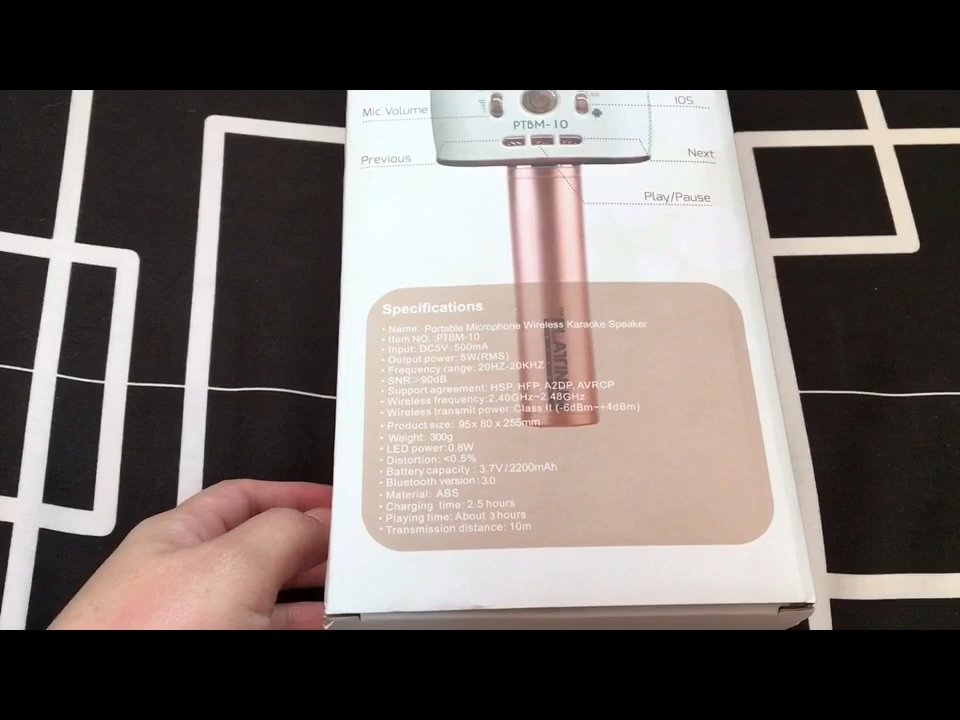 Mic Volume
IOS
PTBM-10
Previous
Next
Play/Pause
Specifications
• Name: Portable Microphone Wireless Karaoke Speaker
• Item NO.:PTBM-10
• Input: DC5V: 500mA
• Output power: 5W(RMS)
• Frequency range: 20HZ-20KHZ
• SNR>90dB
• Support agreement: HSP, HFP, A2DP, AVRCP
• Wireless frequency:2.40GHz~2.48GHz
• Wireless transmit power:Class II (-6dBm~+4dBm)
• Product size: 95x 80 x 255mm
• Weight: 300g
• LED power:0.8W
• Distortion: <0.5%
• Battery capacity : 3.7V/2200mAh
• Bluetooth version:3.0
• Material: ABS
• Charging time: 2.5 hours
• Playing time: About 3 hours
• Transmission distance: 10m